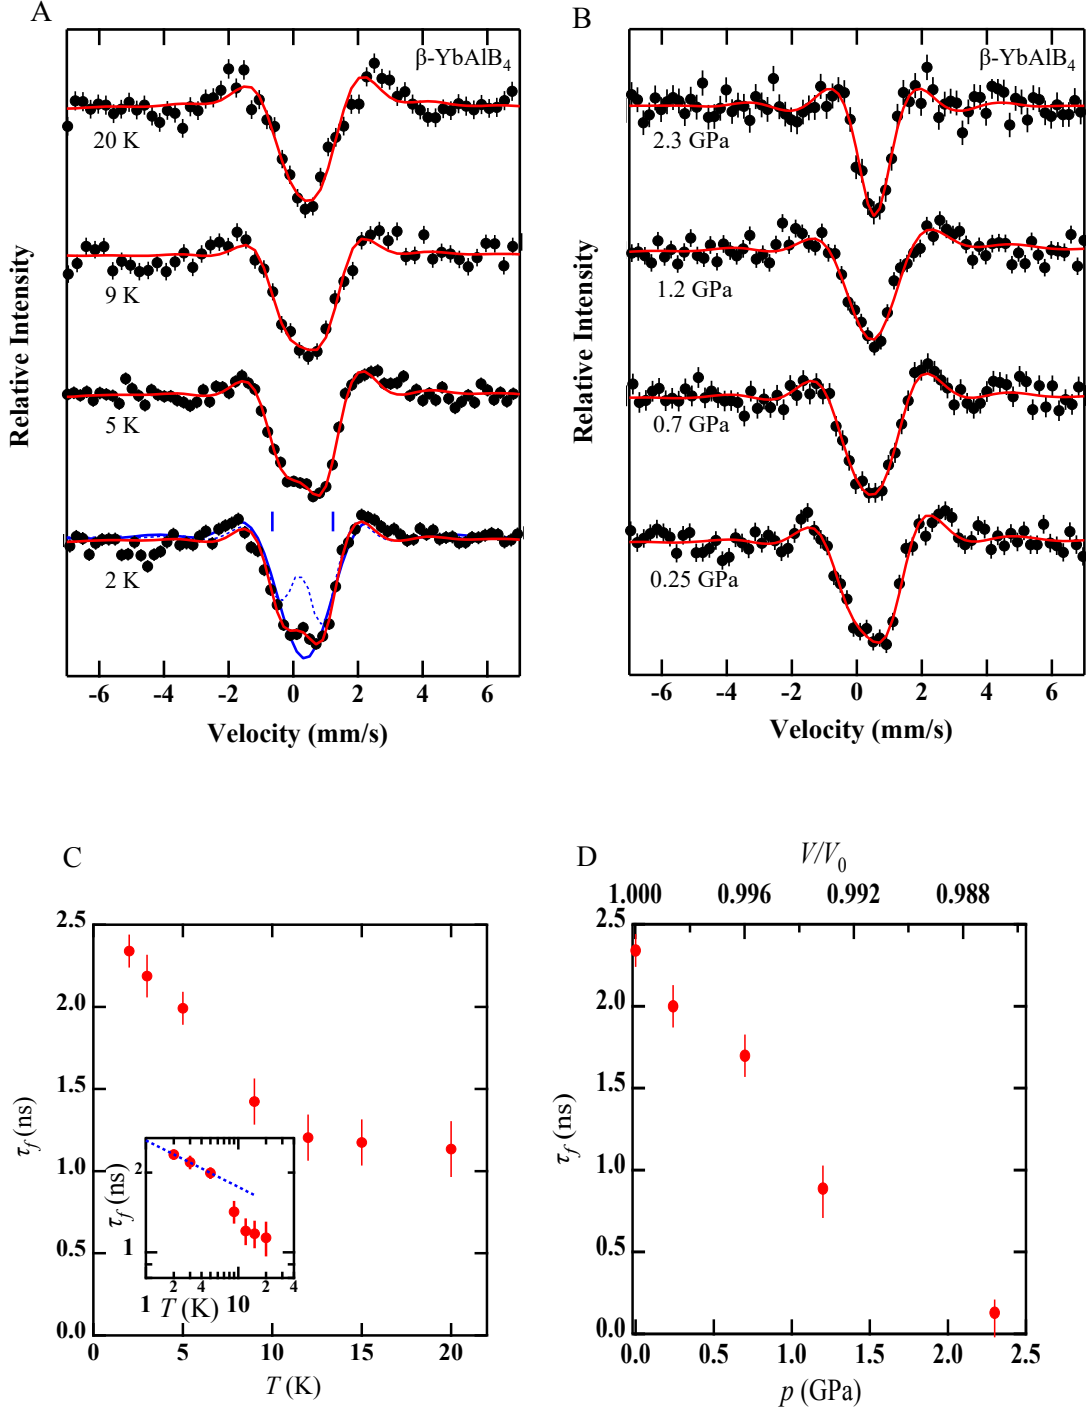 A
β-YbAlB4
20 K
9 K
5 K
2 K
Relative Intensity
-6 -4 -2 0 2 4 6
Velocity (mm/s)
B
β-YbAlB4
2.3 GPa
1.2 GPa
0.7 GPa
0.25 GPa
Relative Intensity
-6 -4 -2 0 2 4 6
Velocity (mm/s)
C
2.5
2.0
1.5
1.0
0.5
0.0
τf (ns)
0 5 10 15 20
T (K)
2
1
τf (ns)
2 4 2 4
1 10
T (K)
D
V/V0
1.000 0.996 0.992 0.988
2.5
2.0
1.5
1.0
0.5
0.0
τf (ns)
0.0 0.5 1.0 1.5 2.0 2.5
p (GPa)